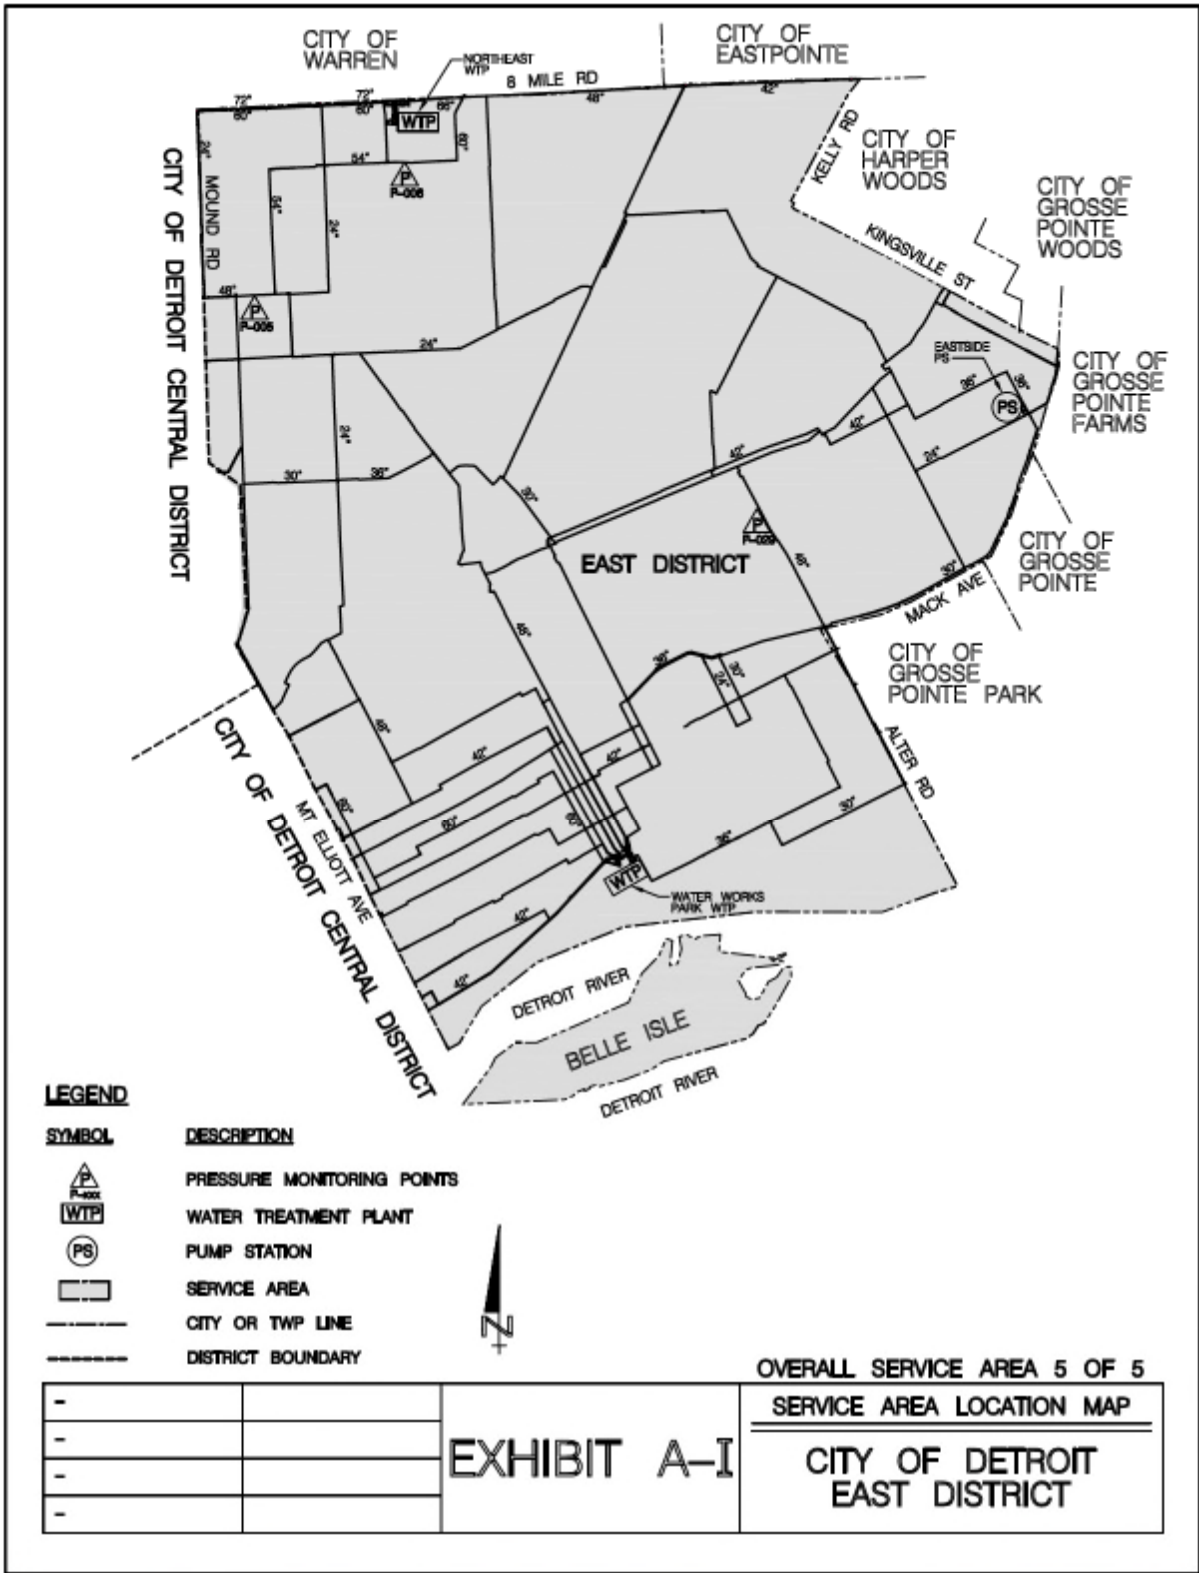 CITY OF
WARREN
NORTHEAST
WTP
8 MILE RD
CITY OF
EASTPOINTE
72"
60"
72"
60"
66"
48"
42"
WTP
60"
KELLY RD
CITY OF
HARPER
WOODS
24"
MOUND RD
54"
P
P-006
54"
24"
CITY OF
GROSSE
POINTE
WOODS
KINGSVILLE ST
CITY OF DETROIT CENTRAL DISTRICT
48"
P
P-005
24"
EASTSIDE
PS
36"
36"
PS
CITY OF
GROSSE
POINTE
FARMS
24"
42"
42"
24"
30"
36"
30"
P
P-029
EAST DISTRICT
48"
CITY OF
GROSSE
POINTE
30"
MACK AVE
48"
36"
30"
24"
CITY OF
GROSSE
POINTE PARK
48"
42"
42"
ALTER RD
CITY OF DETROIT CENTRAL DISTRICT
MT ELLIOTT AVE
60"
60"
60"
30"
36"
WTP
WATER WORKS
PARK WTP
42"
42"
DETROIT RIVER
BELLE ISLE
DETROIT RIVER
LEGEND
SYMBOL DESCRIPTION
P
P-xxx
PRESSURE MONITORING POINTS
WTP WATER TREATMENT PLANT
PS PUMP STATION
SERVICE AREA
CITY OR TWP LINE
DISTRICT BOUNDARY
N
OVERALL SERVICE AREA 5 OF 5
EXHIBIT A-I
SERVICE AREA LOCATION MAP
CITY OF DETROIT
EAST DISTRICT